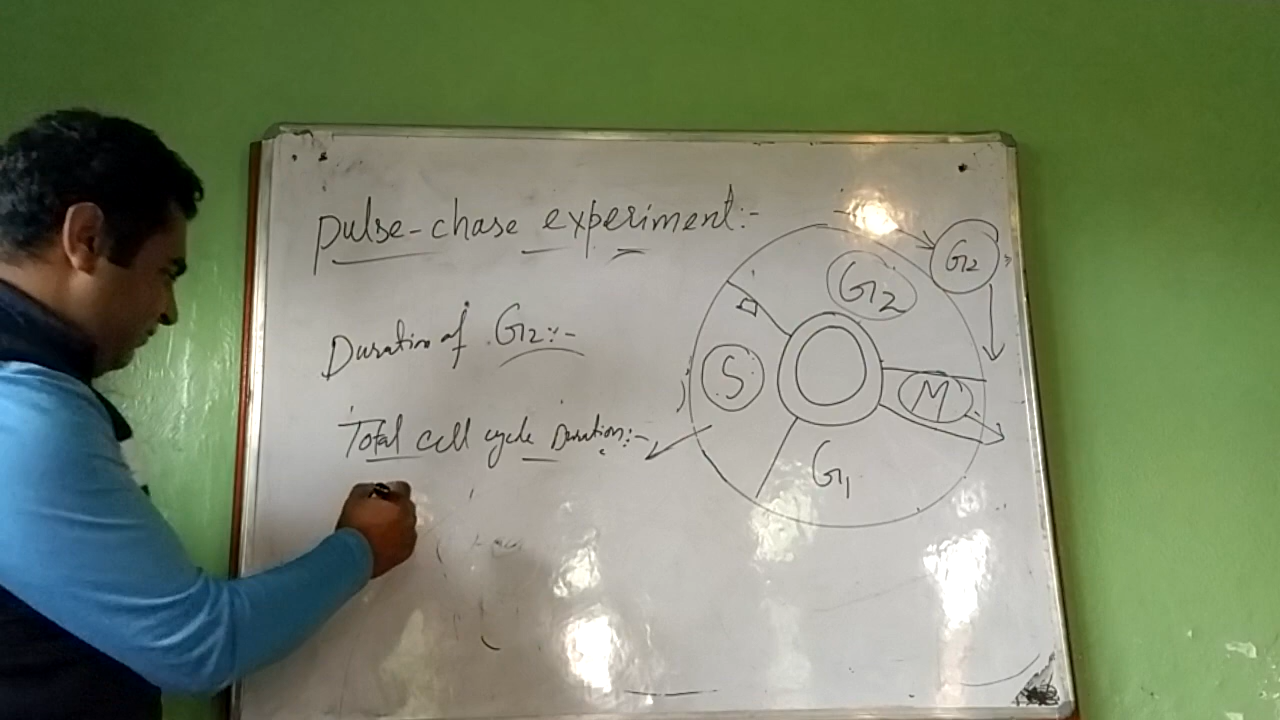 pulse-chase experiment:-
Duration of G2:-
Total cell cycle Duration:-
G2
G2
S
M
G1